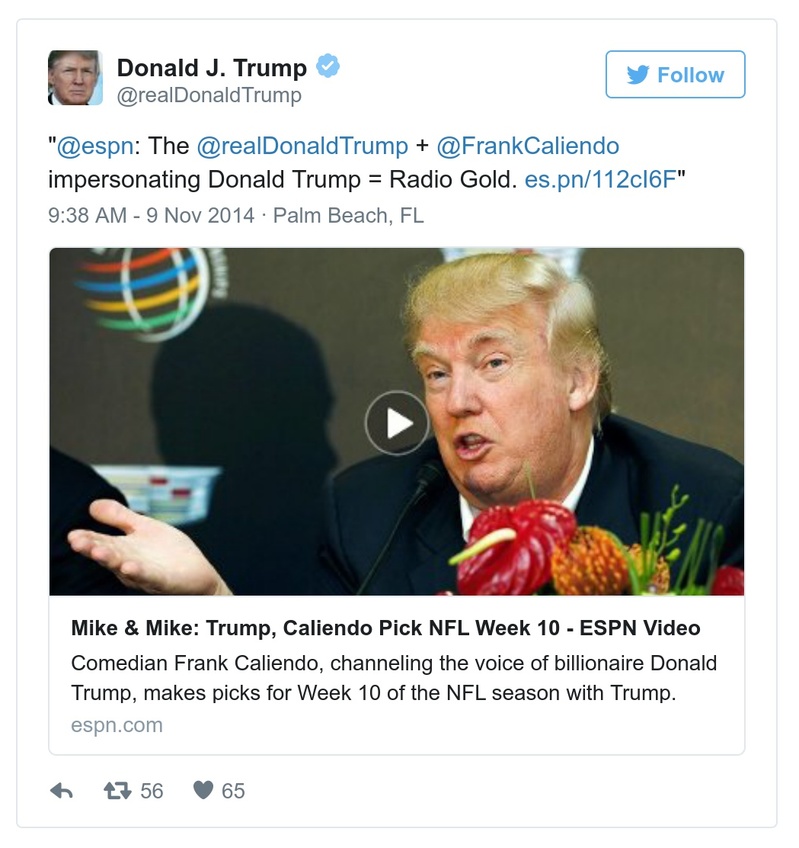 Donald J. Trump
@realDonaldTrump
Follow
"@espn: The @realDonaldTrump + @FrankCaliendo
impersonating Donald Trump = Radio Gold. es.pn/112cI6F"
9:38 AM - 9 Nov 2014 · Palm Beach, FL
Mike & Mike: Trump, Caliendo Pick NFL Week 10 - ESPN Video
Comedian Frank Caliendo, channeling the voice of billionaire Donald
Trump, makes picks for Week 10 of the NFL season with Trump.
espn.com
56
65